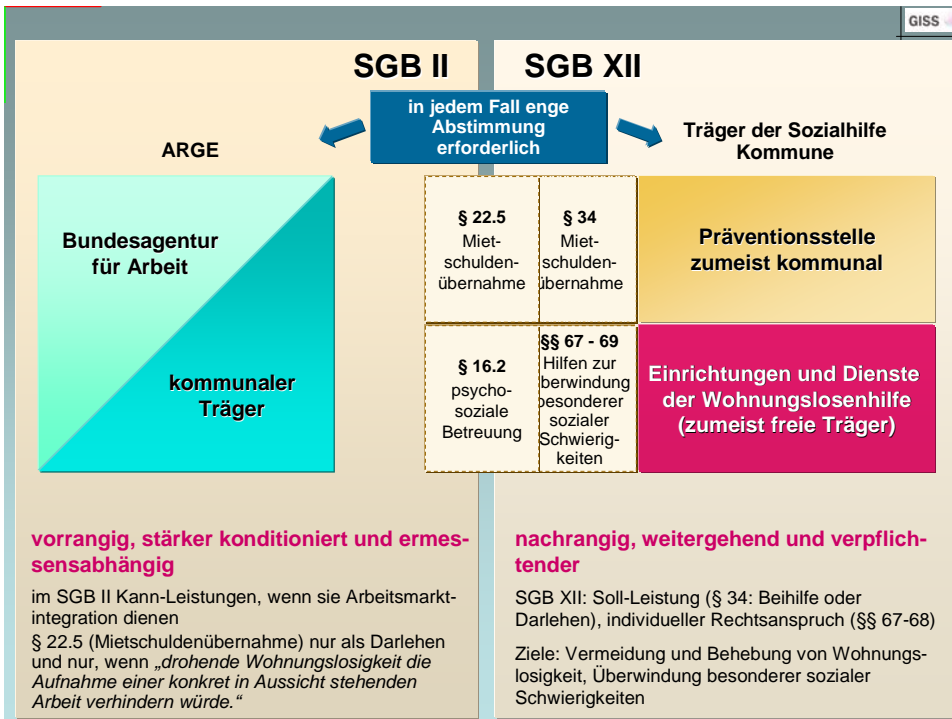 GISS
SGB II
SGB XII
in jedem Fall enge
Abstimmung
erforderlich
ARGE
Träger der Sozialhilfe
Kommune
Bundesagentur
für Arbeit
kommunaler
Träger
§ 22.5
Miet-
schulden-
übernahme
§ 34
Miet-
schulden-
übernahme
Präventionsstelle
zumeist kommunal
§ 16.2
psycho-
soziale
Betreuung
§§ 67 - 69
Hilfen zur
berwindung
besonderer
sozialer
Schwierig-
keiten
Einrichtungen und Dienste
der Wohnungslosenhilfe
(zumeist freie Träger)
vorrangig, stärker konditioniert und ermes-
sensabhängig
im SGB II Kann-Leistungen, wenn sie Arbeitsmarkt-
integration dienen
§ 22.5 (Mietschuldenübernahme) nur als Darlehen
und nur, wenn „drohende Wohnungslosigkeit die
Aufnahme einer konkret in Aussicht stehenden
Arbeit verhindern würde.“
nachrangig, weitergehend und verpflich-
tender
SGB XII: Soll-Leistung (§ 34: Beihilfe oder
Darlehen), individueller Rechtsanspruch (§§ 67-68)
Ziele: Vermeidung und Behebung von Wohnungs-
losigkeit, Überwindung besonderer sozialer
Schwierigkeiten